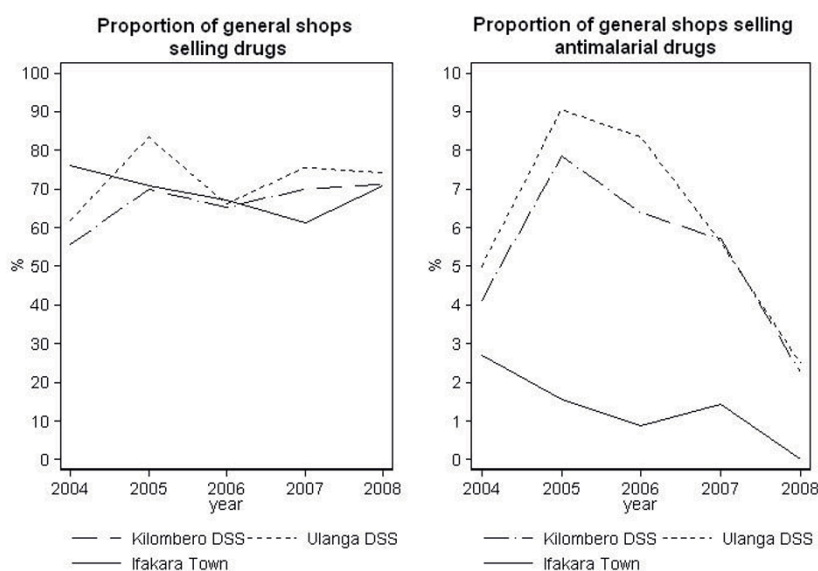 Proportion of general shops
selling drugs
100
90
80
70
60
50
40
30
20
10
0
%
2004 2005 2006 2007 2008
year
Kilombero DSS Ulanga DSS
Ifakara Town
Proportion of general shops selling
antimalarial drugs
10
9
8
7
6
5
4
3
2
1
0
%
2004 2005 2006 2007 2008
year
Kilombero DSS Ulanga DSS
Ifakara Town